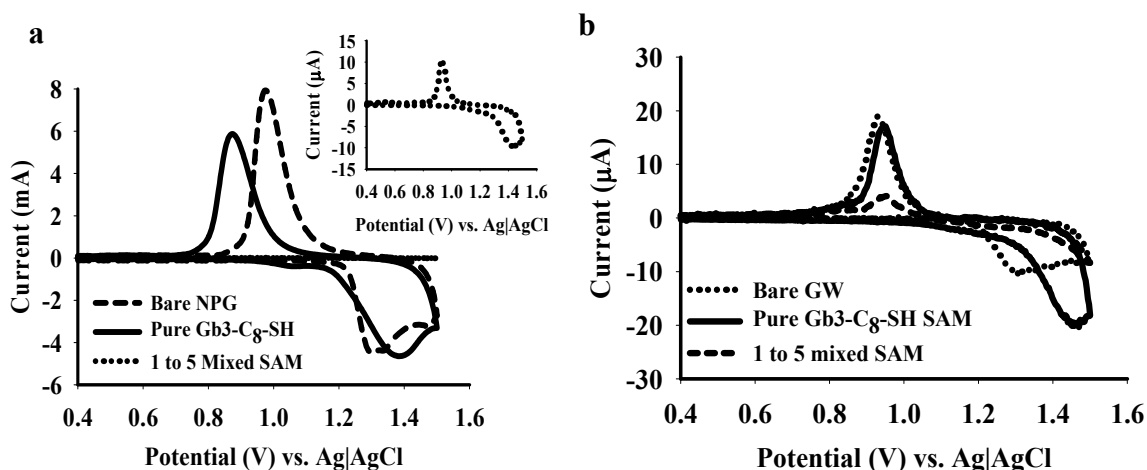 a
Current (mA)
8
6
4
2
0
-2
-4
-6
0.4 0.6 0.8 1.0 1.2 1.4 1.6
Potential (V) vs. Ag|AgCl
Bare NPG
Pure Gb3-C8-SH
1 to 5 Mixed SAM
Current (µA)
15
10
5
0
-5
-10
-15
0.4 0.6 0.8 1.0 1.2 1.4 1.6
Potential (V) vs. Ag|AgCl
b
Current (µA)
30
20
10
0
-10
-20
-30
0.4 0.6 0.8 1.0 1.2 1.4 1.6
Potential (V) vs. Ag|AgCl
Bare GW
Pure Gb3-C8-SH SAM
1 to 5 mixed SAM